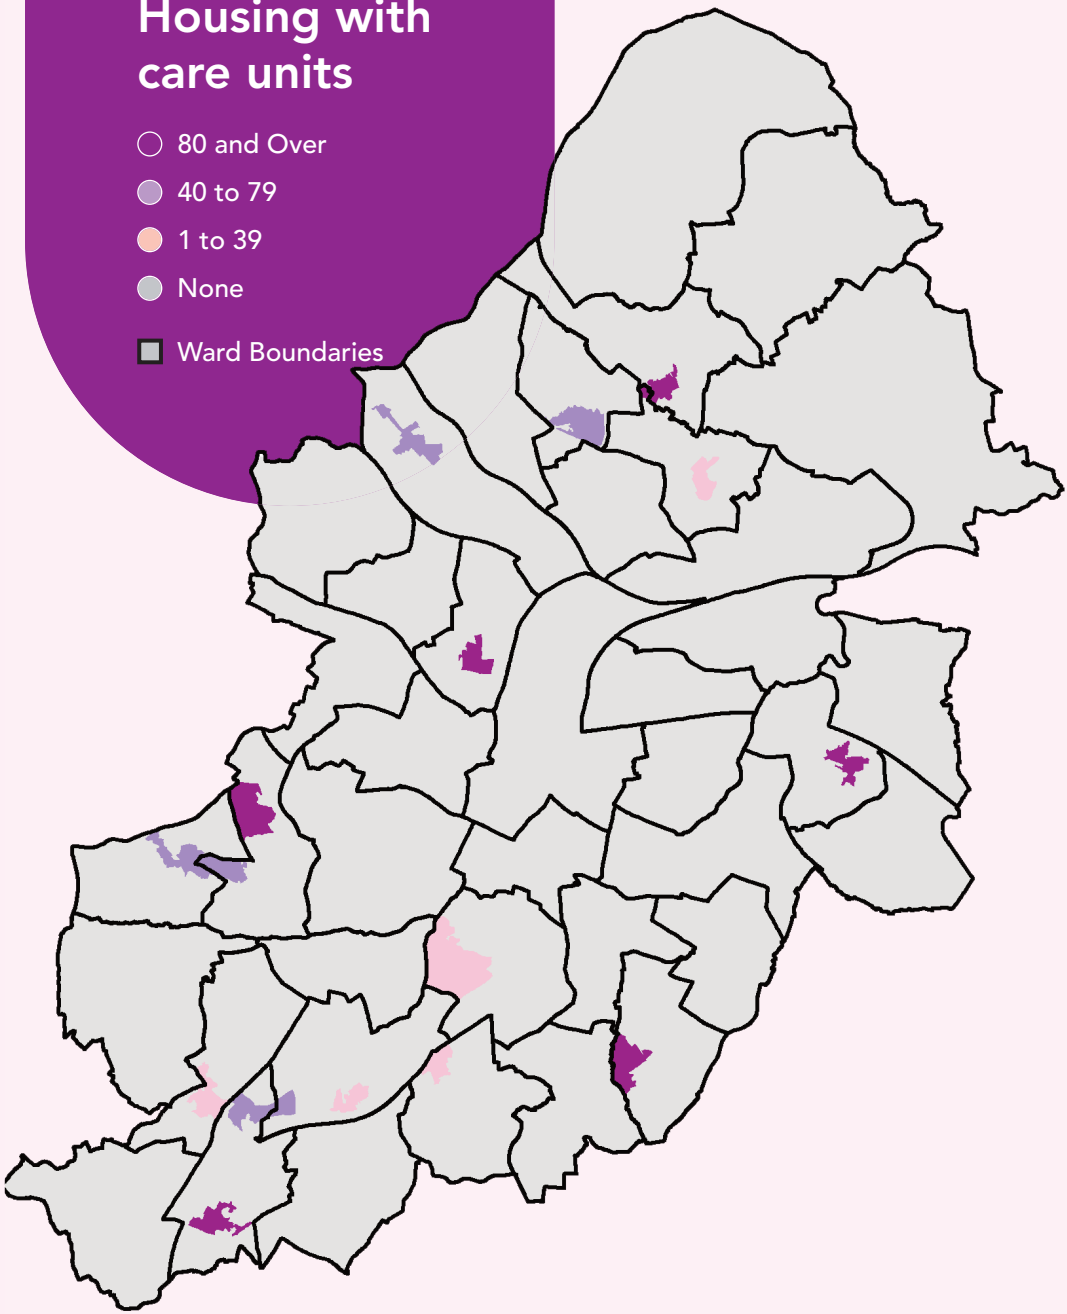 Housing with
care units
80 and Over
40 to 79
1 to 39
None
Ward Boundaries